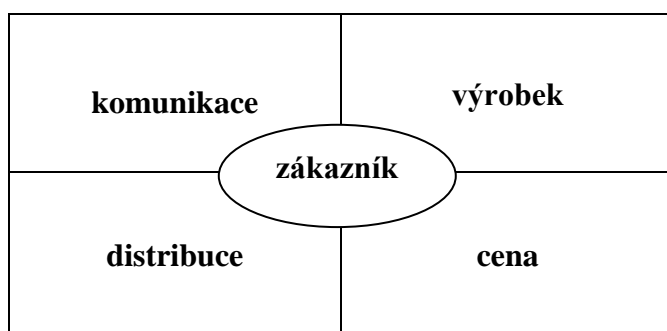 komunikace
výrobek
zákazník
distribuce
cena